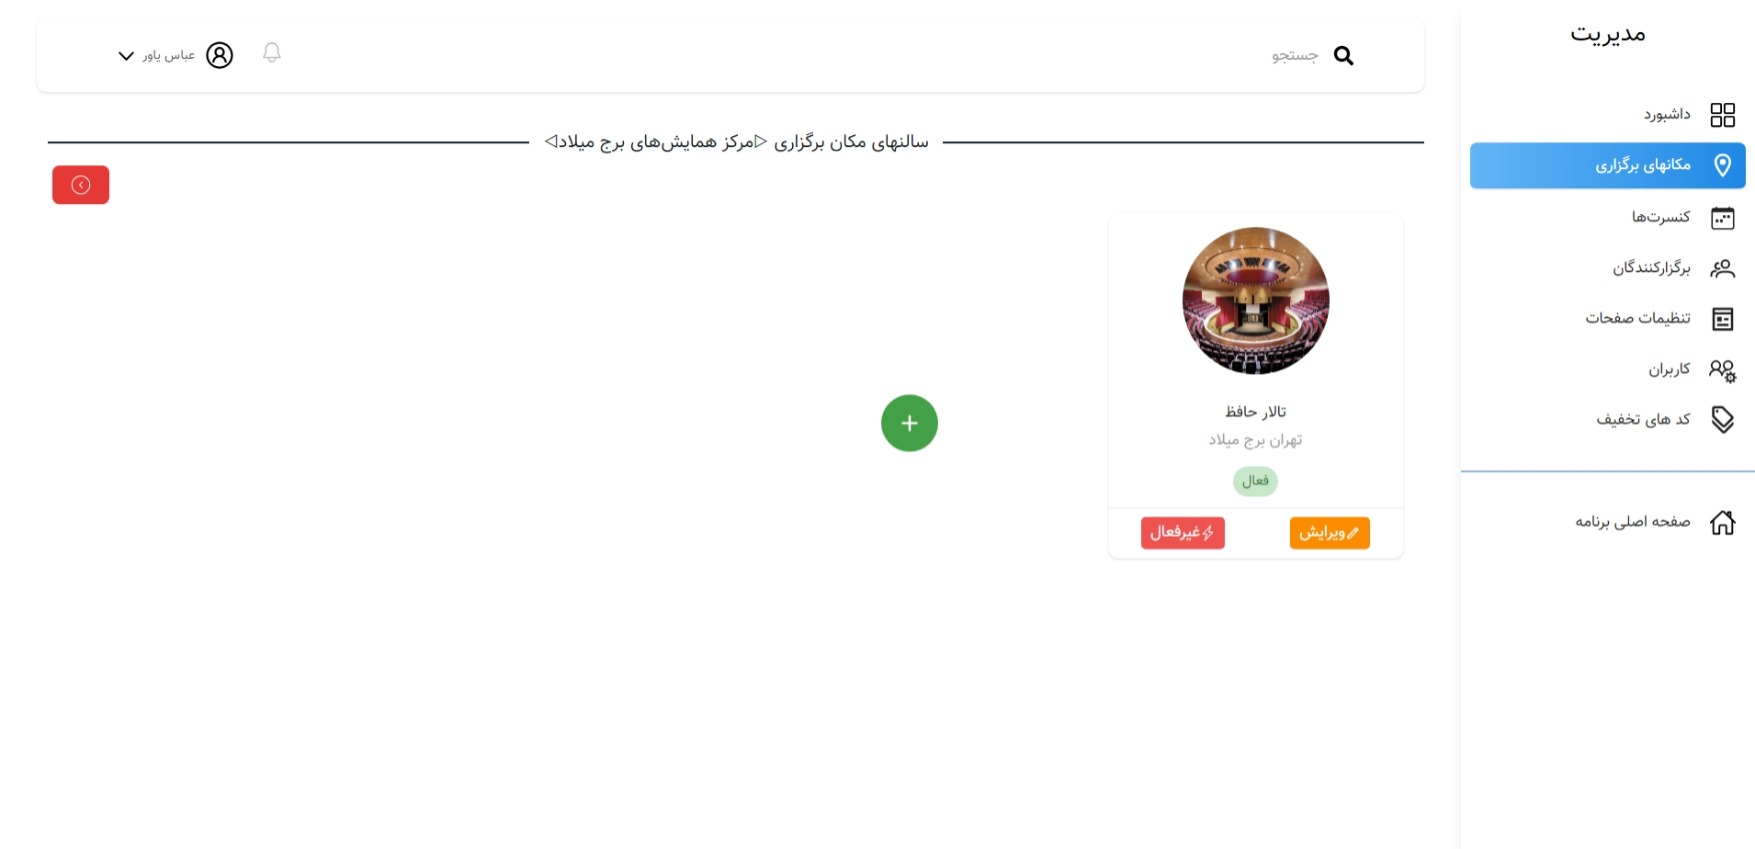 مدیریت
جستجو
عباس یاور
داشبورد
مکانهای برگزاری
کنسرت‌ها
برگزارکنندگان
تنظیمات صفحات
کاربران
کد های تخفیف
صفحه اصلی برنامه
سالنهای مکان برگزاری ◁مرکز همایش‌های برج میلاد▷
تالار حافظ
تهران برج میلاد
فعال
ویرایش
غیرفعال